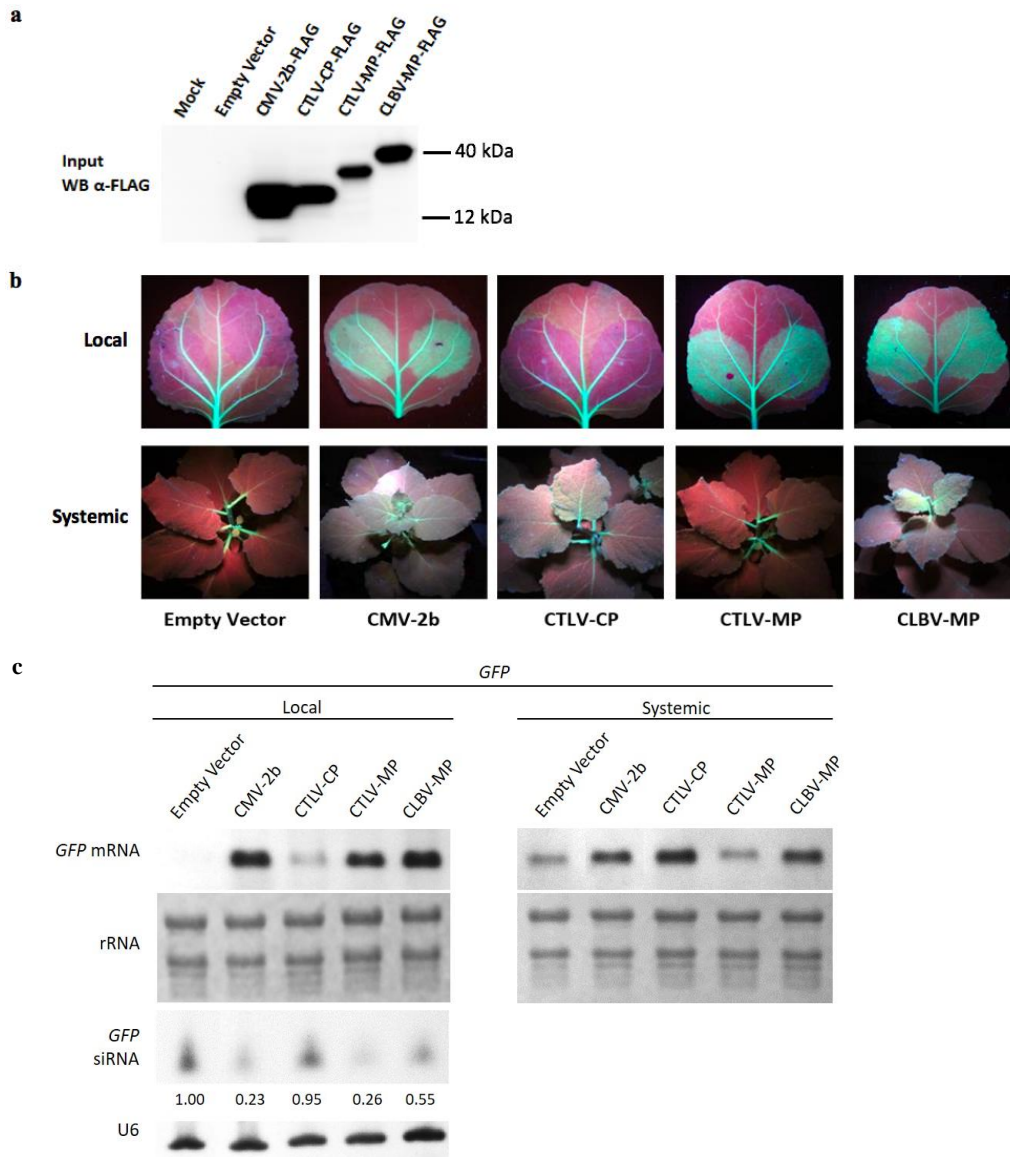 a
Mock
Empty Vector
CMV-2b-FLAG
CTLV-CP-FLAG
CTLV-MP-FLAG
CLBV-MP-FLAG
Input
WB α-FLAG
40 kDa
12 kDa
b
Local
Systemic
Empty Vector
CMV-2b
CTLV-CP
CTLV-MP
CLBV-MP
c
GFP
Local
Systemic
Empty Vector
CMV-2b
CTLV-CP
CTLV-MP
CLBV-MP
Empty Vector
CMV-2b
CTLV-CP
CTLV-MP
CLBV-MP
GFP mRNA
rRNA
GFP
siRNA
1.00 0.23 0.95 0.26 0.55
U6